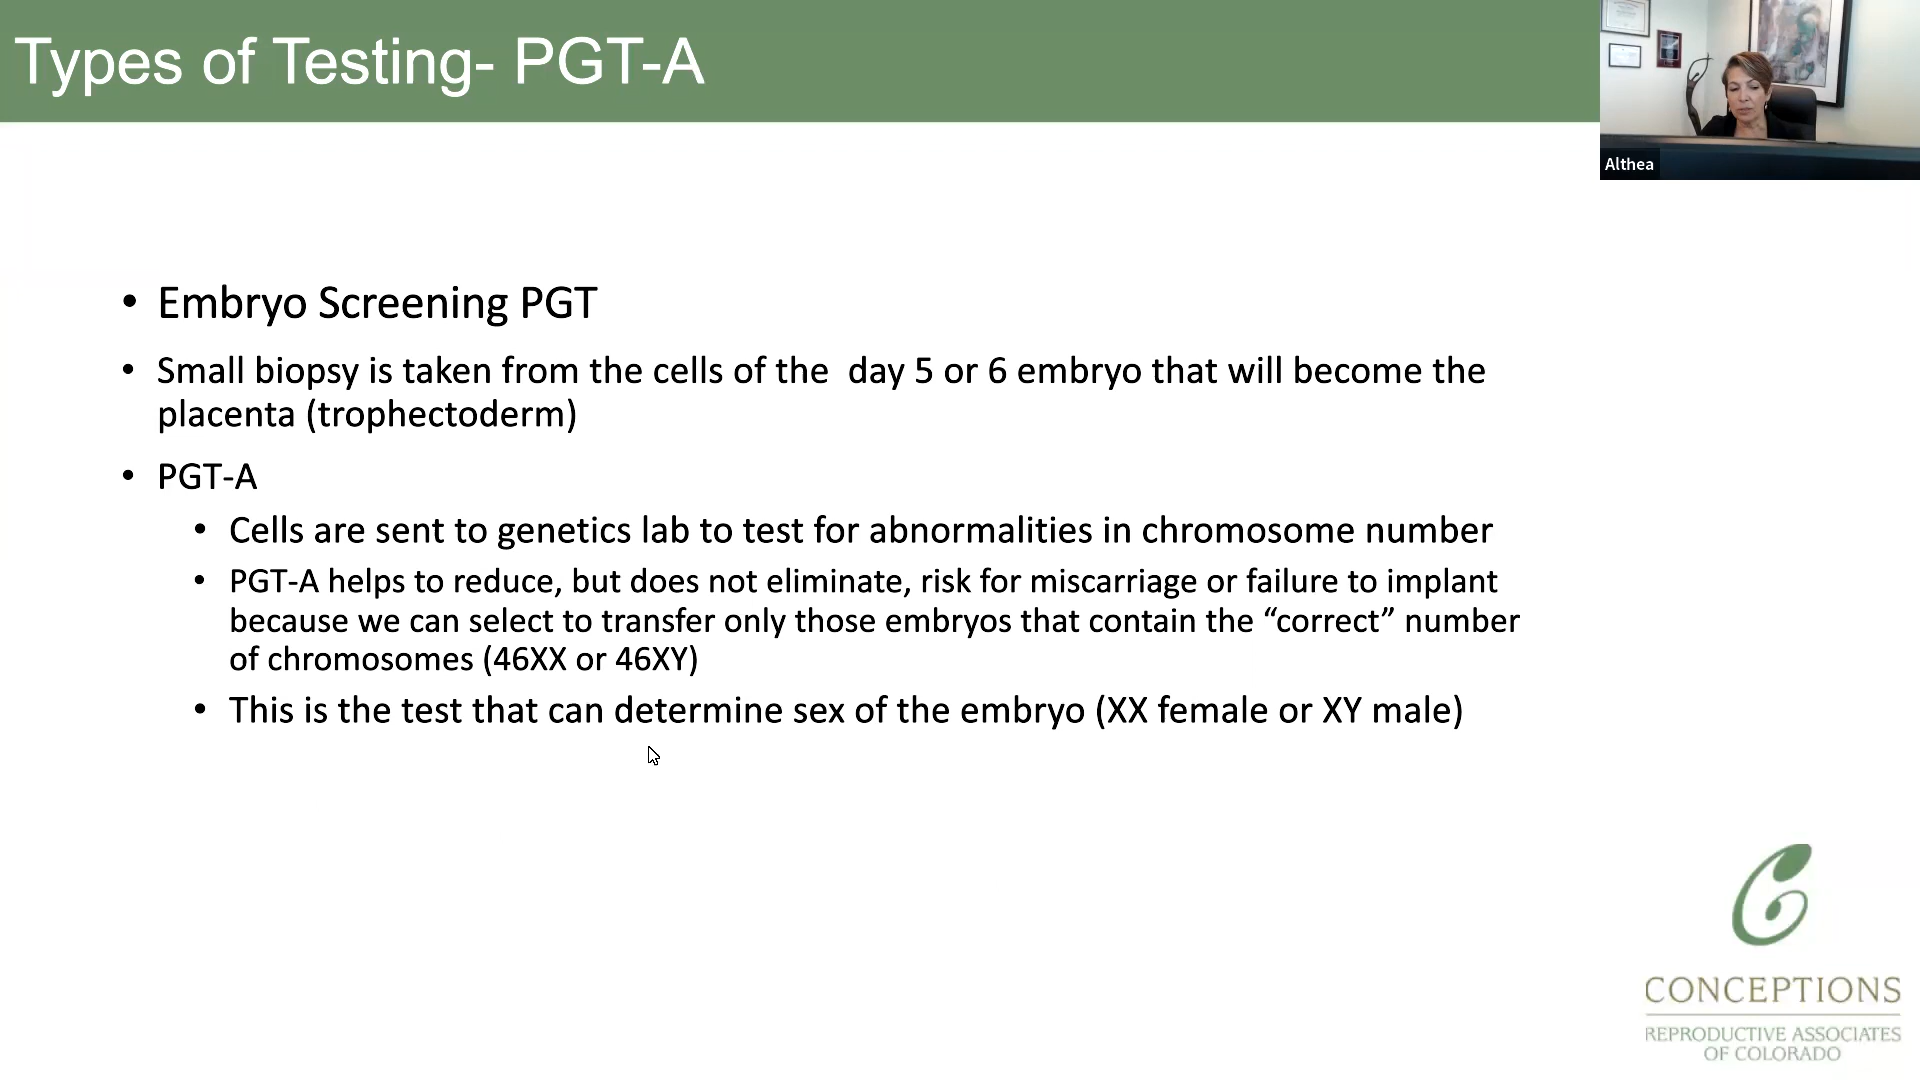 Types of Testing- PGT-A
Althea
• Embryo Screening PGT
• Small biopsy is taken from the cells of the day 5 or 6 embryo that will become the
placenta (trophectoderm)
• PGT-A
• Cells are sent to genetics lab to test for abnormalities in chromosome number
• PGT-A helps to reduce, but does not eliminate, risk for miscarriage or failure to implant
because we can select to transfer only those embryos that contain the “correct” number
of chromosomes (46XX or 46XY)
• This is the test that can determine sex of the embryo (XX female or XY male)
CONCEPTIONS
REPRODUCTIVE ASSOCIATES
OF COLORADO